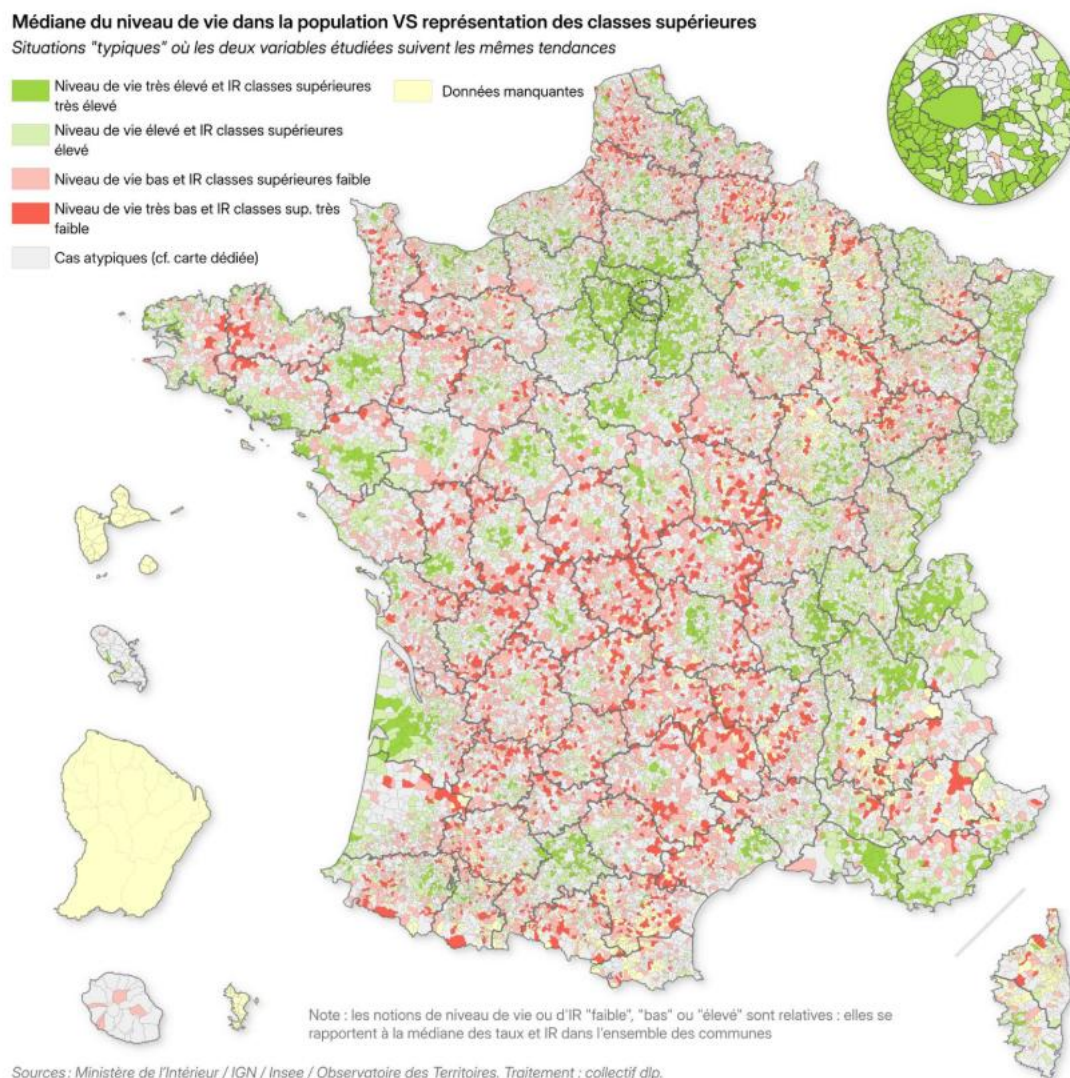 Médiane du niveau de vie dans la population VS représentation des classes supérieures
Situations "typiques" où les deux variables étudiées suivent les mêmes tendances
Niveau de vie très élevé et IR classes supérieures
très élevé
Données manquantes
Niveau de vie élevé et IR classes supérieures
élevé
Niveau de vie bas et IR classes supérieures faible
Niveau de vie très bas et IR classes sup. très
faible
Cas atypiques (cf. carte dédiée)
Note : les notions de niveau de vie ou d'IR "faible", "bas" ou "élevé" sont relatives : elles se
rapportent à la médiane des taux et IR dans l'ensemble des communes
Sources : Ministère de l'Intérieur / IGN / Insee / Observatoire des Territoires. Traitement : collectif dlp.